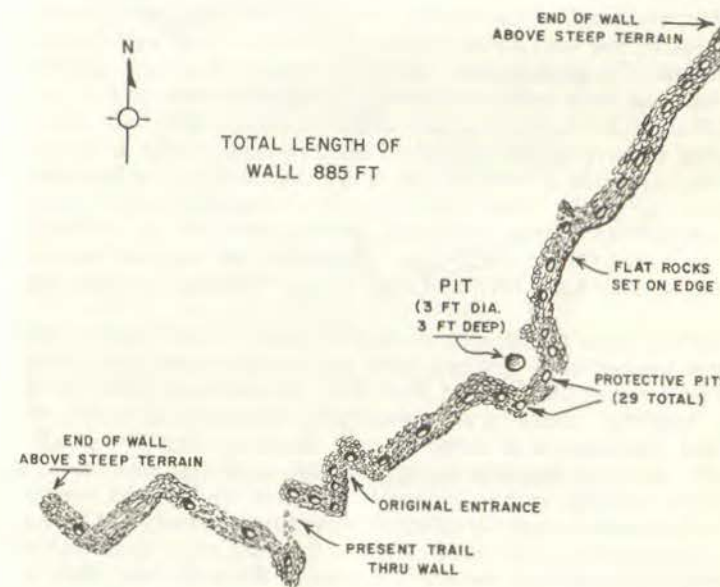 END OF WALL
ABOVE STEEP TERRAIN
N
TOTAL LENGTH OF
WALL 885 FT
FLAT ROCKS
SET ON EDGE
PIT
(3 FT DIA.
3 FT DEEP)
PROTECTIVE PIT
(29 TOTAL)
END OF WALL
ABOVE STEEP TERRAIN
ORIGINAL ENTRANCE
PRESENT TRAIL
THRU WALL